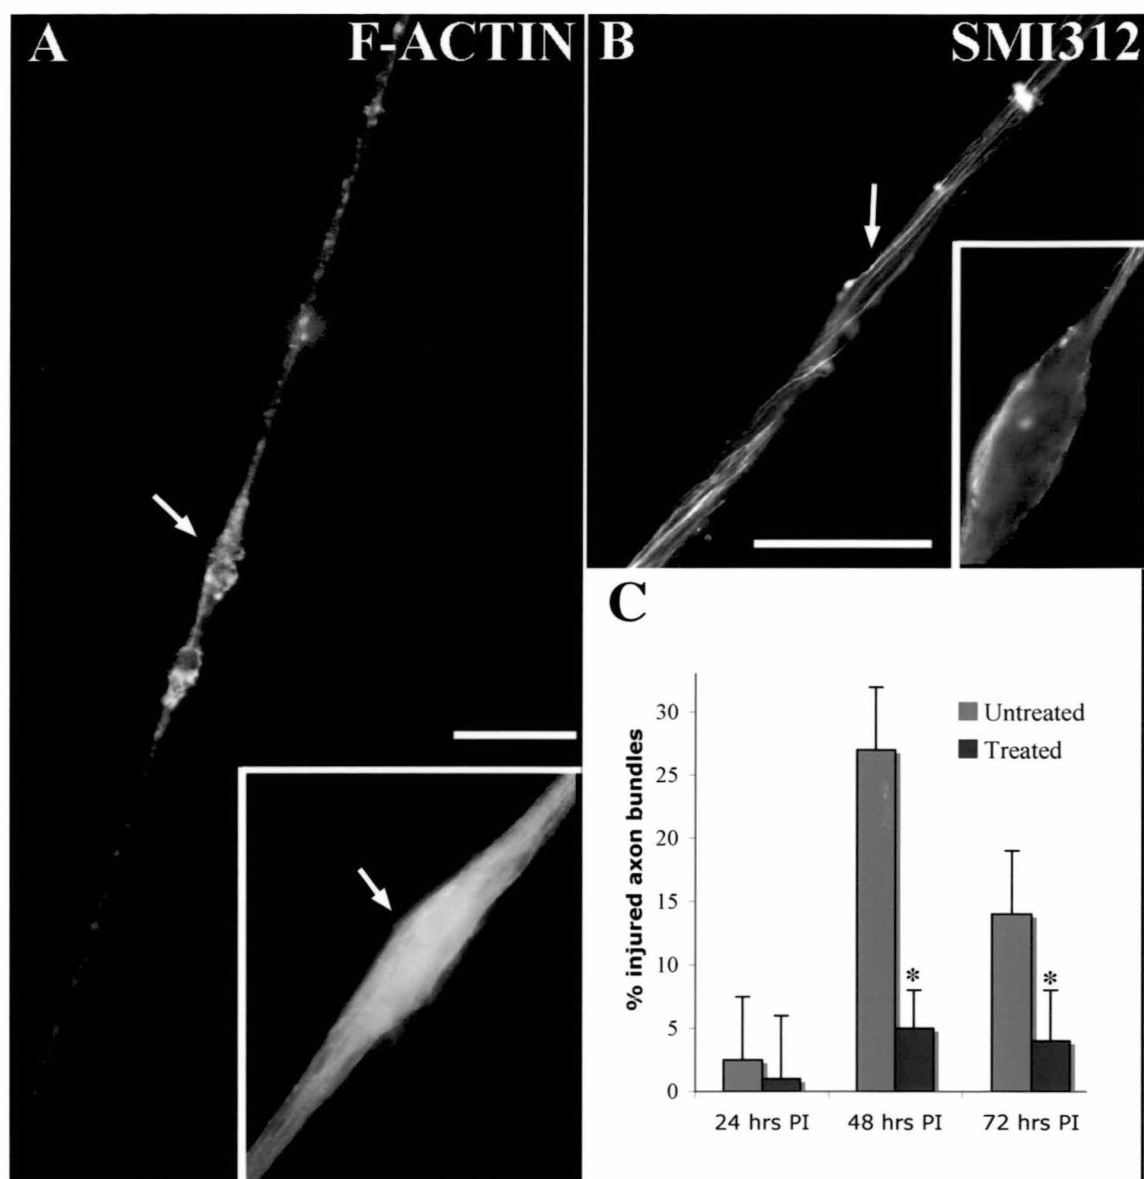 A F-ACTIN
B SMI312
C
% injured axon bundles
30
25
20
15
10
5
0
Untreated
Treated
*
*
24 hrs PI 48 hrs PI 72 hrs PI